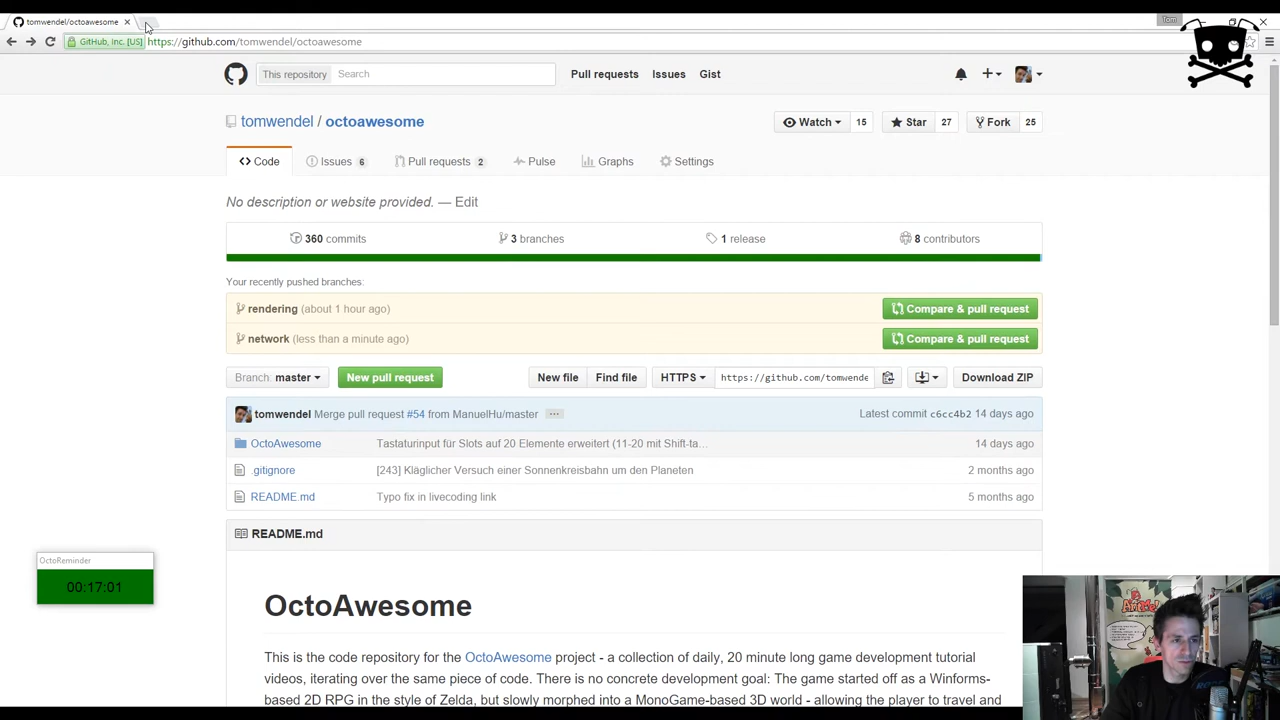 tomwendel/octoawesome
Tom
GitHub, Inc. [US] https://github.com/tomwendel/octoawesome
This repository Search Pull requests Issues Gist
tomwendel / octoawesome Watch 15 Star 27 Fork 25
Code Issues 6 Pull requests 2 Pulse Graphs Settings
No description or website provided. — Edit
360 commits 3 branches 1 release 8 contributors
Your recently pushed branches:
rendering (about 1 hour ago) Compare & pull request
network (less than a minute ago) Compare & pull request
Branch: master New pull request New file Find file HTTPS https://github.com/tomwende Download ZIP
tomwendel Merge pull request #54 from ManuelHu/master ... Latest commit c6cc4b2 14 days ago
OctoAwesome Tastaturinput für Slots auf 20 Elemente erweitert (11-20 mit Shift-ta... 14 days ago
.gitignore [243] Kläglicher Versuch einer Sonnenkreisbahn um den Planeten 2 months ago
README.md Typo fix in livecoding link 5 months ago
README.md
OctoReminder
00:17:01
OctoAwesome
This is the code repository for the OctoAwesome project - a collection of daily, 20 minute long game development tutorial
videos, iterating over the same piece of code. There is no concrete development goal: The game started off as a Winforms-
based 2D RPG in the style of Zelda, but slowly morphed into a MonoGame-based 3D world - allowing the player to travel and